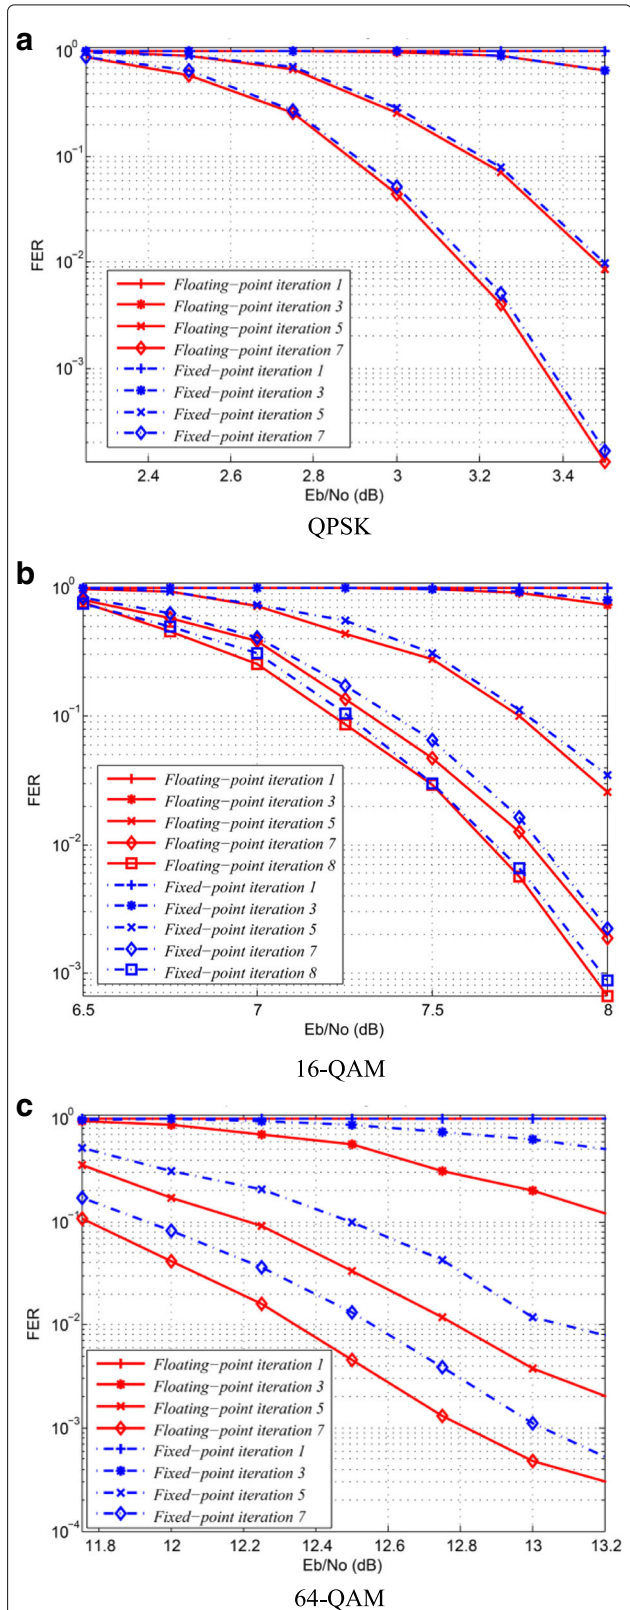 a
10^0
10^−1
10^−2
10^−3
FER
Floating−point iteration 1
Floating−point iteration 3
Floating−point iteration 5
Floating−point iteration 7
Fixed−point iteration 1
Fixed−point iteration 3
Fixed−point iteration 5
Fixed−point iteration 7
2.4 2.6 2.8 3 3.2 3.4
Eb/No (dB)
QPSK
b
10^0
10^−1
10^−2
10^−3
FER
Floating−point iteration 1
Floating−point iteration 3
Floating−point iteration 5
Floating−point iteration 7
Floating−point iteration 8
Fixed−point iteration 1
Fixed−point iteration 3
Fixed−point iteration 5
Fixed−point iteration 7
Fixed−point iteration 8
6.5 7 7.5 8
Eb/No (dB)
16-QAM
c
10^0
10^−1
10^−2
10^−3
10^−4
FER
Floating−point iteration 1
Floating−point iteration 3
Floating−point iteration 5
Floating−point iteration 7
Fixed−point iteration 1
Fixed−point iteration 3
Fixed−point iteration 5
Fixed−point iteration 7
11.8 12 12.2 12.4 12.6 12.8 13 13.2
Eb/No (dB)
64-QAM